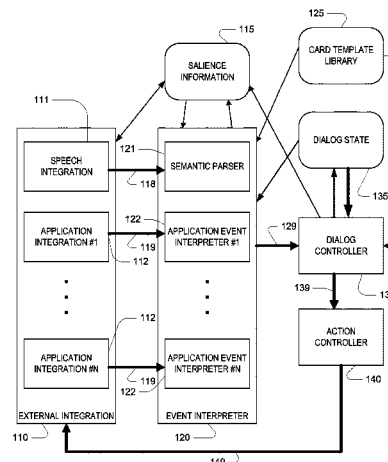 115
125
SALIENCE
INFORMATION
CARD TEMPLATE
LIBRARY
111
SPEECH
INTEGRATION
121
118
SEMANTIC PARSER
DIALOG STATE
135
122
APPLICATION
INTEGRATION #1
119
112
APPLICATION EVENT
INTERPRETER #1
129
DIALOG
CONTROLLER
139
112
ACTION
CONTROLLER
140
APPLICATION
INTEGRATION #N
119
122
APPLICATION EVENT
INTERPRETER #N
EXTERNAL INTEGRATION
EVENT INTERPRETER
110
120